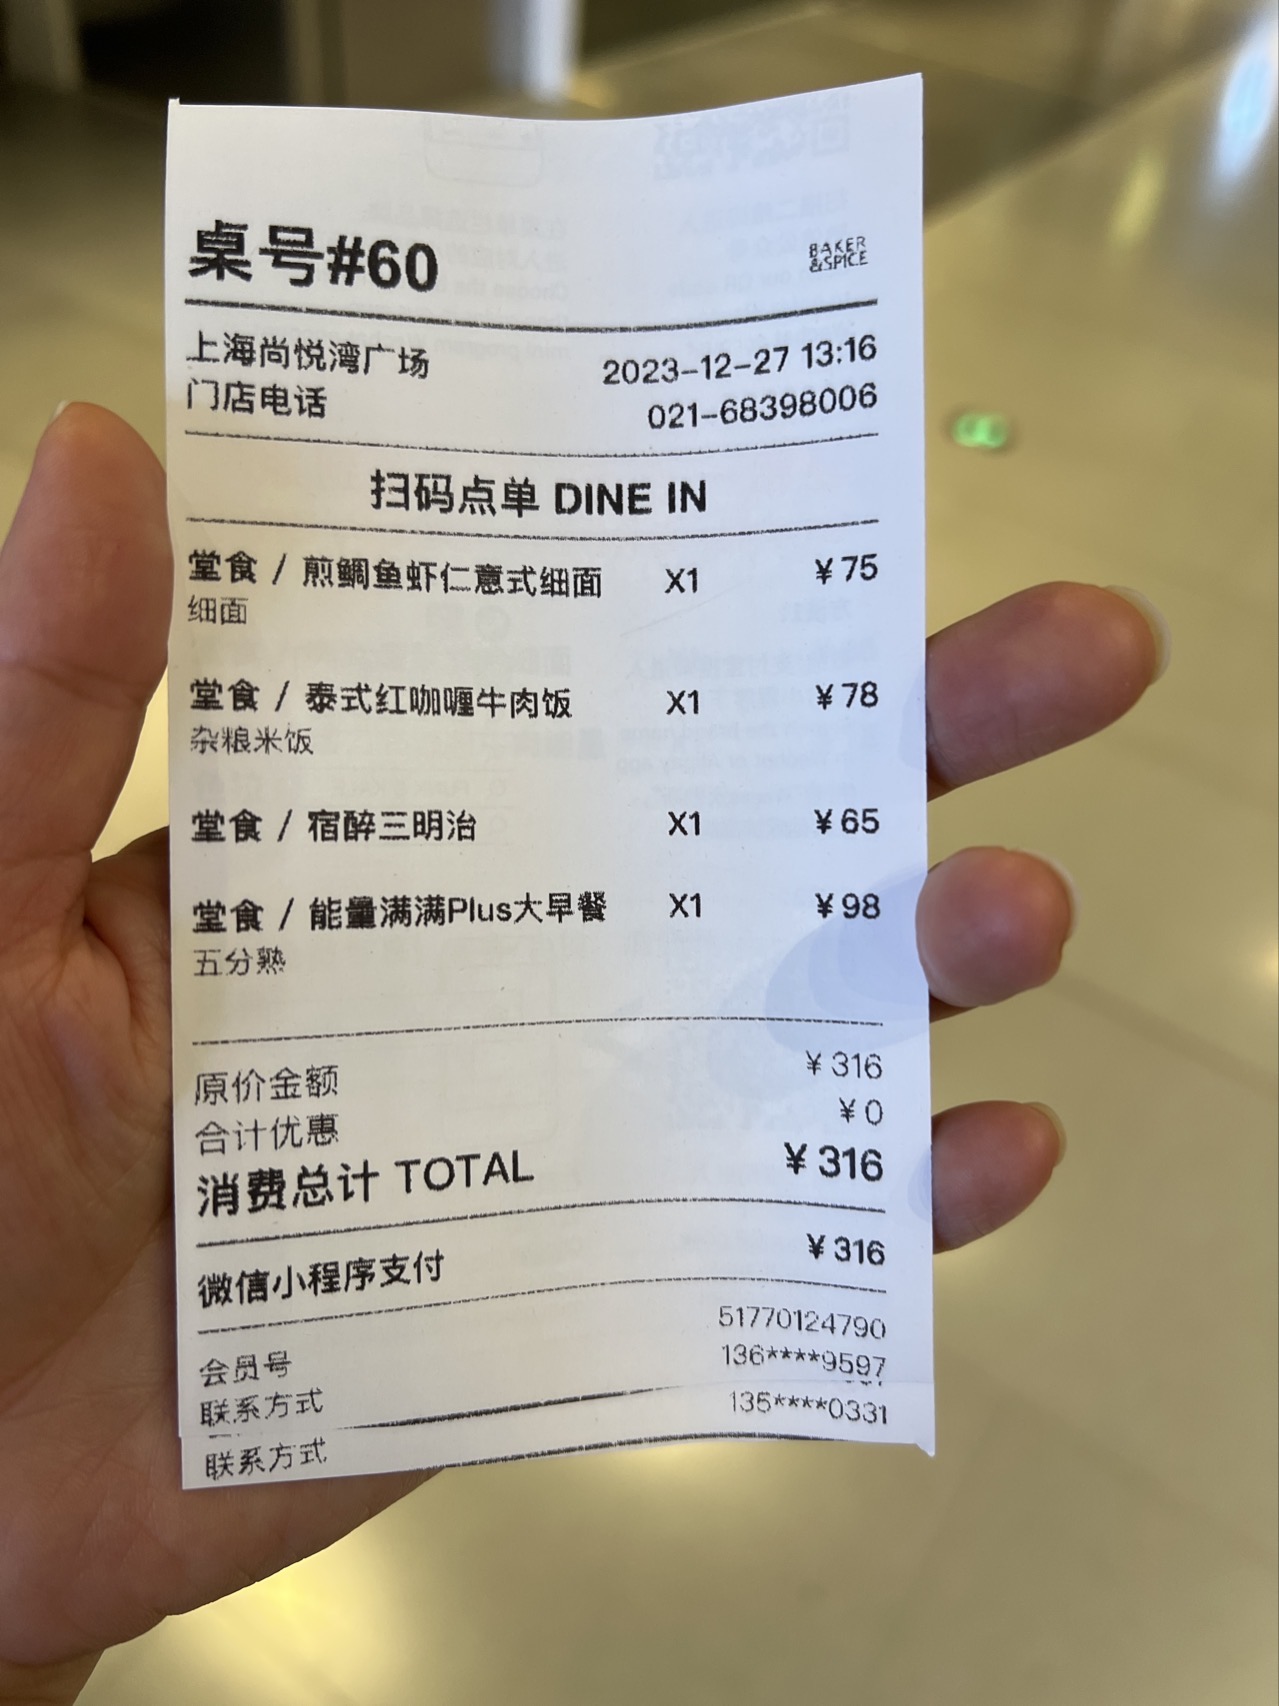 桌号#60
BAKER
&SPICE
上海尚悦湾广场 2023-12-27 13:16
门店电话 021-68398006
扫码点单 DINE IN
堂食 / 煎鲷鱼虾仁意式细面 X1 ¥75
细面
堂食 / 泰式红咖喱牛肉饭 X1 ¥78
杂粮米饭
堂食 / 宿醉三明治 X1 ¥65
堂食 / 能量满满Plus大早餐 X1 ¥98
五分熟
原价金额 ¥316
合计优惠 ¥0
消费总计 TOTAL ¥316
微信小程序支付 ¥316
会员号 51770124790
联系方式 136****9597
联系方式 135****0331